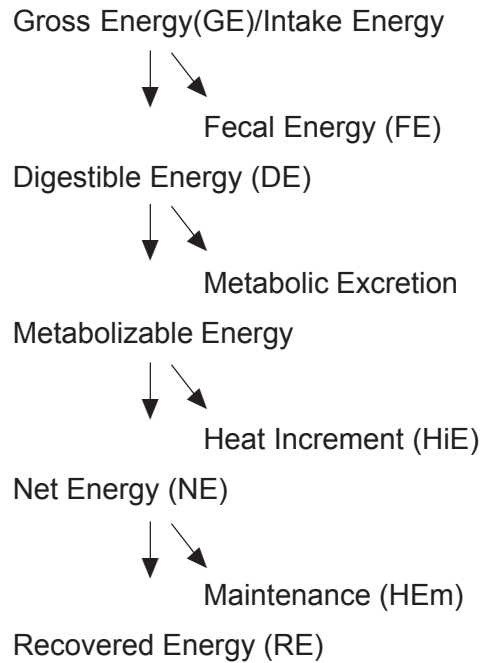 Gross Energy(GE)/Intake Energy
Fecal Energy (FE)
Digestible Energy (DE)
Metabolic Excretion
Metabolizable Energy
Heat Increment (HiE)
Net Energy (NE)
Maintenance (HEm)
Recovered Energy (RE)